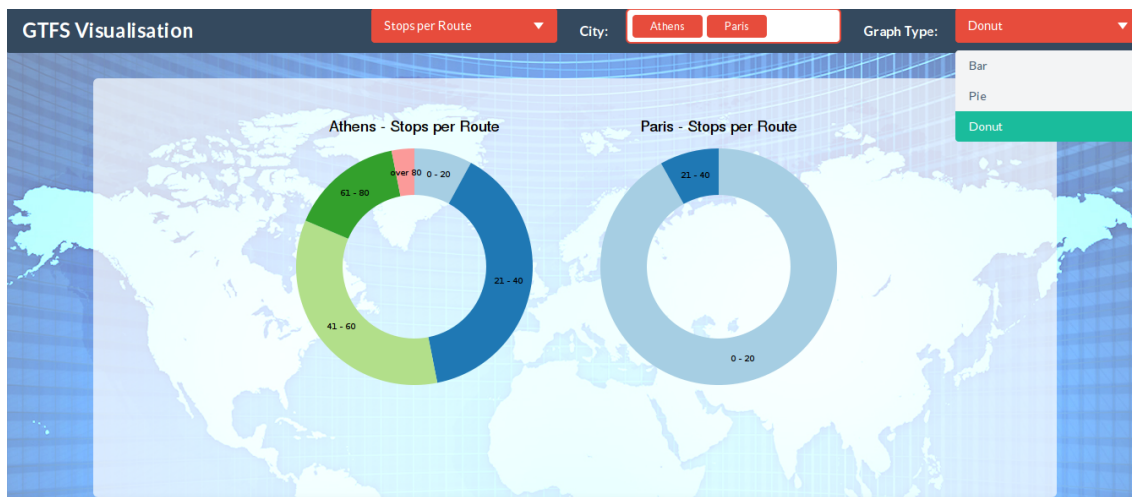 GTFS Visualisation
Stops per Route
City:
Athens
Paris
Graph Type:
Donut
Bar
Pie
Donut
Athens - Stops per Route
over 80
0 - 20
61 - 80
21 - 40
41 - 60
Paris - Stops per Route
21 - 40
0 - 20